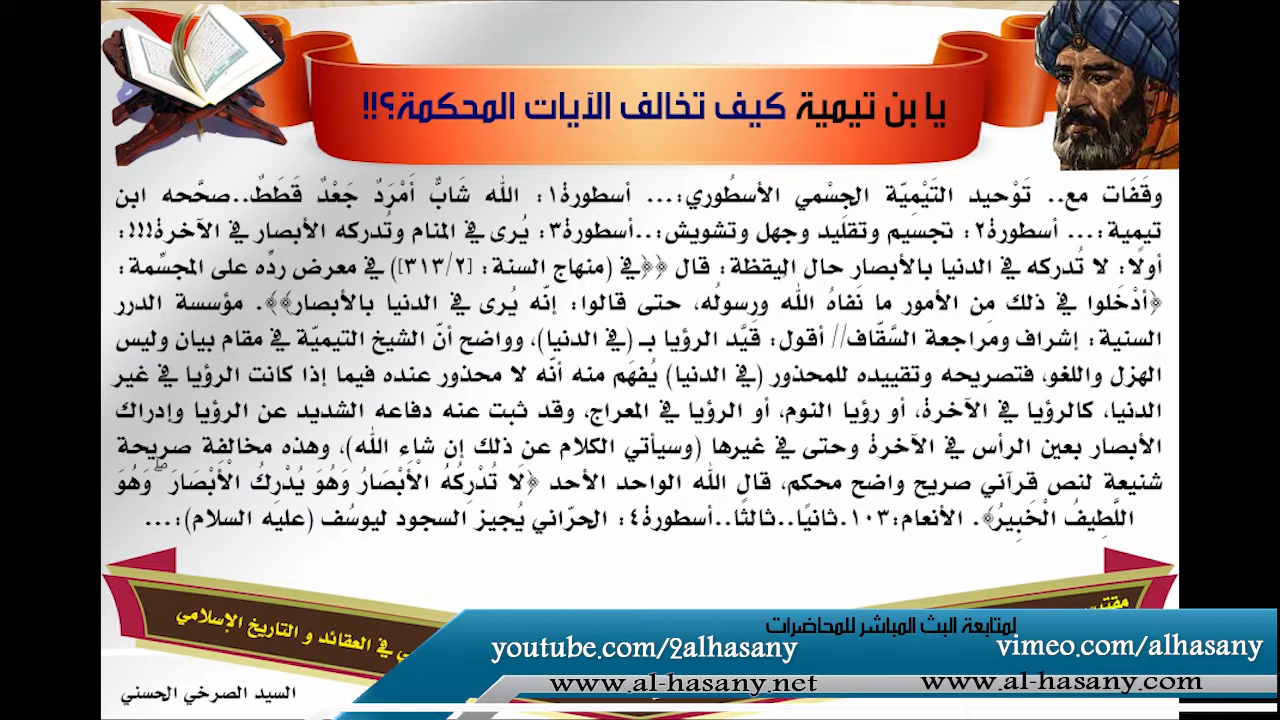 يا بن تيمية كيف تخالف الآيات المحكمة؟!!
وقَفَات مع.. تَوْحيد التَيْمِيّة الجِسْمي الأسطُوري:... أسطورة١: الله شَابٌّ أَمْرَدٌ جَعْدٌ قَطَطٌ..صحَّحه ابن
تيمية:... أسطورة٢: تجسيم وتقليد وجهل وتشويش:..أسطورة٣: يُرى في المنام وتُدركه الأبصار في الآخرة!!!:
أولًا: لا تُدركه في الدنيا بالأبصار حال اليقظة: قال {{في (منهاج السنة: [٣١٣/٢]) في معرض ردِّه على المجسِّمة:
{أدْخَلوا في ذلك مِن الأمور ما نَفاهُ الله ورسولُه، حتى قالوا: إنّه يُرى في الدنيا بالأبصار}}}. مؤسسة الدرر
السنية: إشراف ومَراجعة السَّقّاف// أقول: قَيَّد الرؤيا بـ (في الدنيا)، وواضح أنّ الشيخ التيميّة في مقام بيان وليس
الهزل واللغو، فتصريحه وتقييده للمحذور (في الدنيا) يُفهَم منه أنّه لا محذور عنده فيما إذا كانت الرؤيا في غير
الدنيا، كالرؤيا في الآخرة، أو رؤيا النوم، أو الرؤيا في المعراج، وقد ثبت عنه دفاعه الشديد عن الرؤيا وإدراك
الأبصار بعين الرأس في الآخرة وحتى في غيرها (وسيأتي الكلام عن ذلك إن شاء الله)، وهذه مخالفة صريحة
شنيعة لنص قرآني صريح واضح محكم، قال الله الواحد الأحد ﴿لَا تُدْرِكُهُ الْأَبْصَارُ وَهُوَ يُدْرِكُ الْأَبْصَارَ ۖ وَهُوَ
اللَّطِيفُ الْخَبِيرُ﴾. الأنعام:١٠٣.ثانيًا..ثالثًا..أسطورة٤: الحرّاني يُجيز السجود ليوسُف (عليه السلام):...
في العقائد و التاريخ الإسلامي
لمتابعة البث المباشر للمحاضرات
youtube.com/2alhasany
vimeo.com/alhasany
www.al-hasany.net
www.al-hasany.com
السيد الصرخي الحسني